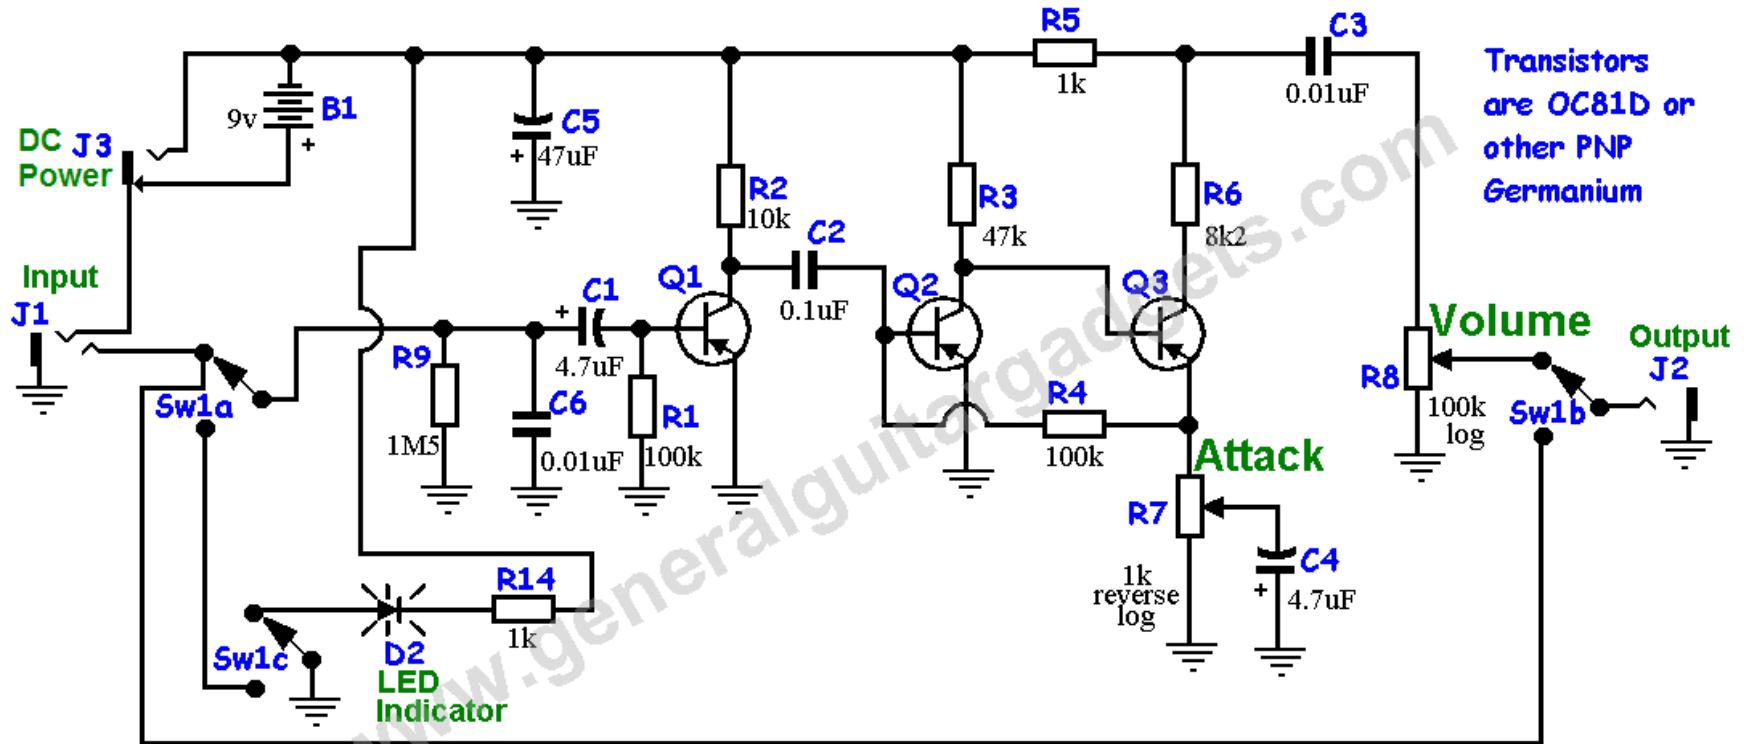 R5
1k
C3
0.01uF
Transistors
are OC81D or
other PNP
Germanium
DC
Power
J3
9v
B1
+
C5
+
47uF
R2
10k
R3
47k
R6
8k2
C2
0.1uF
Input
J1
Q1
Q2
Q3
+
C1
4.7uF
R9
1M5
C6
0.01uF
R1
100k
Sw1a
R4
100k
Volume
R8
100k
log
Output
J2
Sw1b
Attack
R7
1k
reverse
log
C4
+
4.7uF
R14
1k
Sw1c
D2
LED
Indicator
www.generalguitargadgets.com